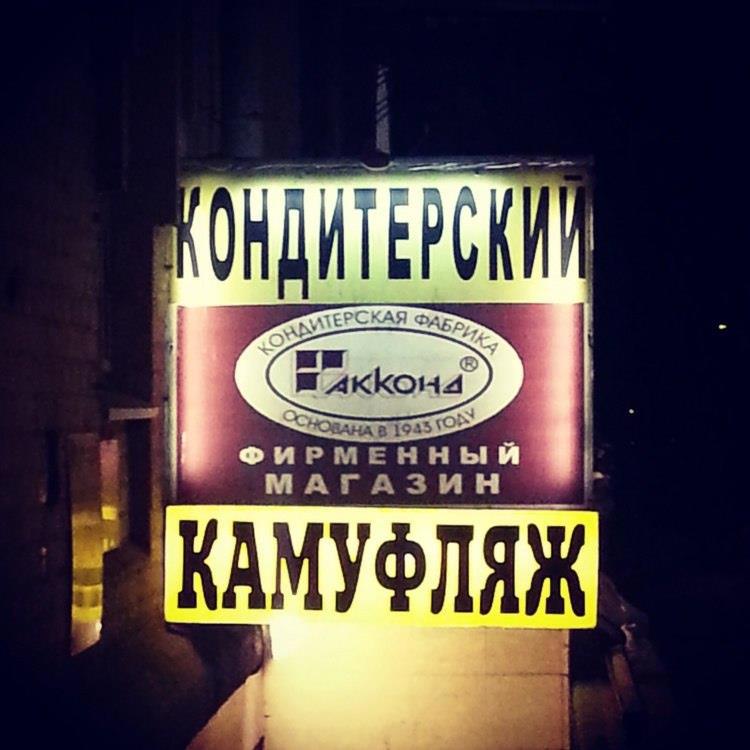 КОНДИТЕРСКИЙ
КОНДИТЕРСКАЯ ФАБРИКА
АККОНД®
ОСНОВАНА В 1943 ГОДУ
ФИРМЕННЫЙ
МАГАЗИН
КАМУФЛЯЖ